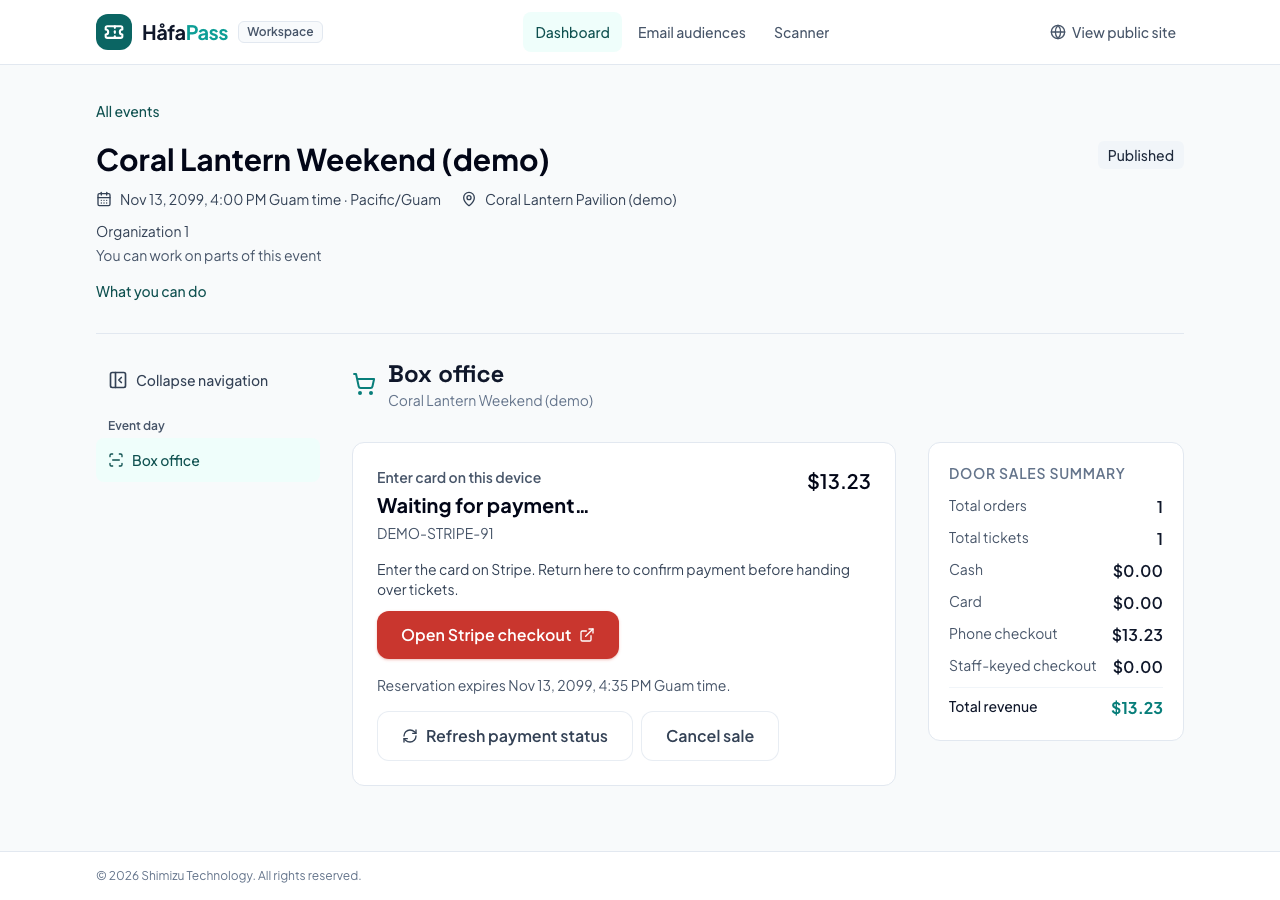 HåfaPass
Workspace
Dashboard
Email audiences
Scanner
View public site
All events
Coral Lantern Weekend (demo)
Published
Nov 13, 2099, 4:00 PM Guam time · Pacific/Guam
Coral Lantern Pavilion (demo)
Organization 1
You can work on parts of this event
What you can do
Collapse navigation
Event day
Box office
Box office
Coral Lantern Weekend (demo)
Enter card on this device
$13.23
Waiting for payment…
DEMO-STRIPE-91
Enter the card on Stripe. Return here to confirm payment before handing
over tickets.
Open Stripe checkout
Reservation expires Nov 13, 2099, 4:35 PM Guam time.
Refresh payment status
Cancel sale
DOOR SALES SUMMARY
Total orders 1
Total tickets 1
Cash $0.00
Card $0.00
Phone checkout $13.23
Staff-keyed checkout $0.00
Total revenue $13.23
© 2026 Shimizu Technology. All rights reserved.